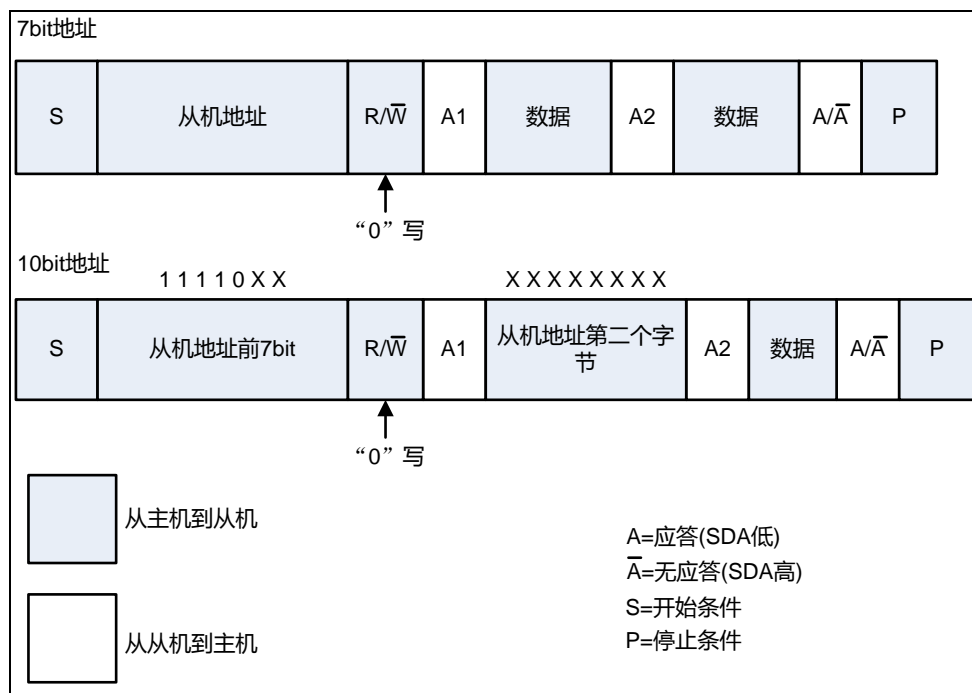 7bit地址
S 从机地址 R/W̅ A1 数据 A2 数据 A/A̅ P
“0”写
10bit地址
1 1 1 1 0 X X X X X X X X X X
S 从机地址前7bit R/W̅ A1 从机地址第二个字节 A2 数据 A/A̅ P
“0”写
从主机到从机
从从机到主机
A=应答(SDA低)
A̅=无应答(SDA高)
S=开始条件
P=停止条件